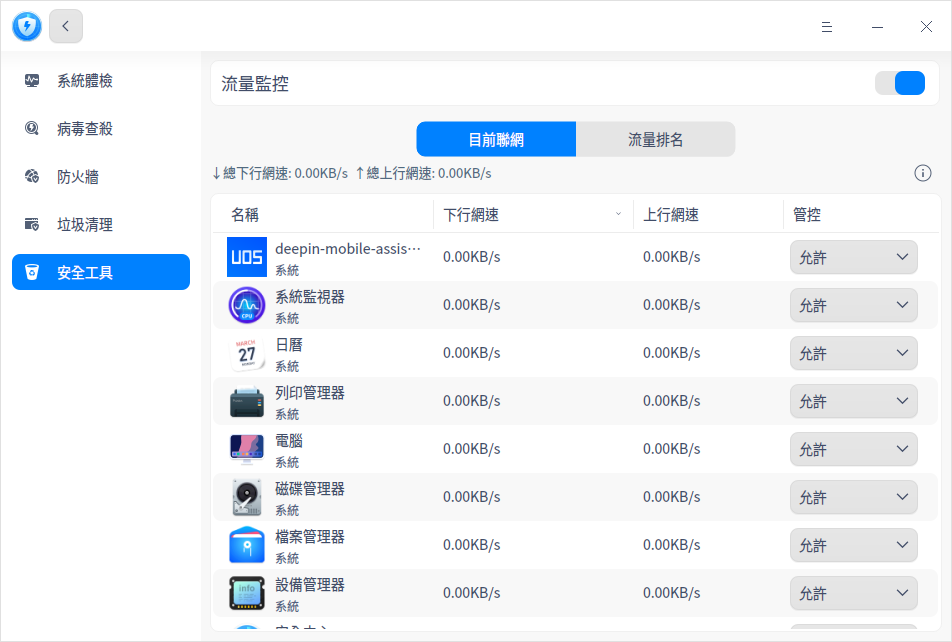 系統體檢
病毒查殺
防火牆
垃圾清理
安全工具
流量監控
目前聯網 流量排名
↓總下行網速: 0.00KB/s ↑總上行網速: 0.00KB/s
名稱 下行網速 上行網速 管控
UOS deepin-mobile-assis… 0.00KB/s 0.00KB/s 允許
系統
CPU 系統監視器 0.00KB/s 0.00KB/s 允許
系統
MARCH 27 日曆 0.00KB/s 0.00KB/s 允許
系統
列印管理器 0.00KB/s 0.00KB/s 允許
系統
電腦 0.00KB/s 0.00KB/s 允許
系統
磁碟管理器 0.00KB/s 0.00KB/s 允許
系統
檔案管理器 0.00KB/s 0.00KB/s 允許
系統
info 設備管理器 0.00KB/s 0.00KB/s 允許
系統